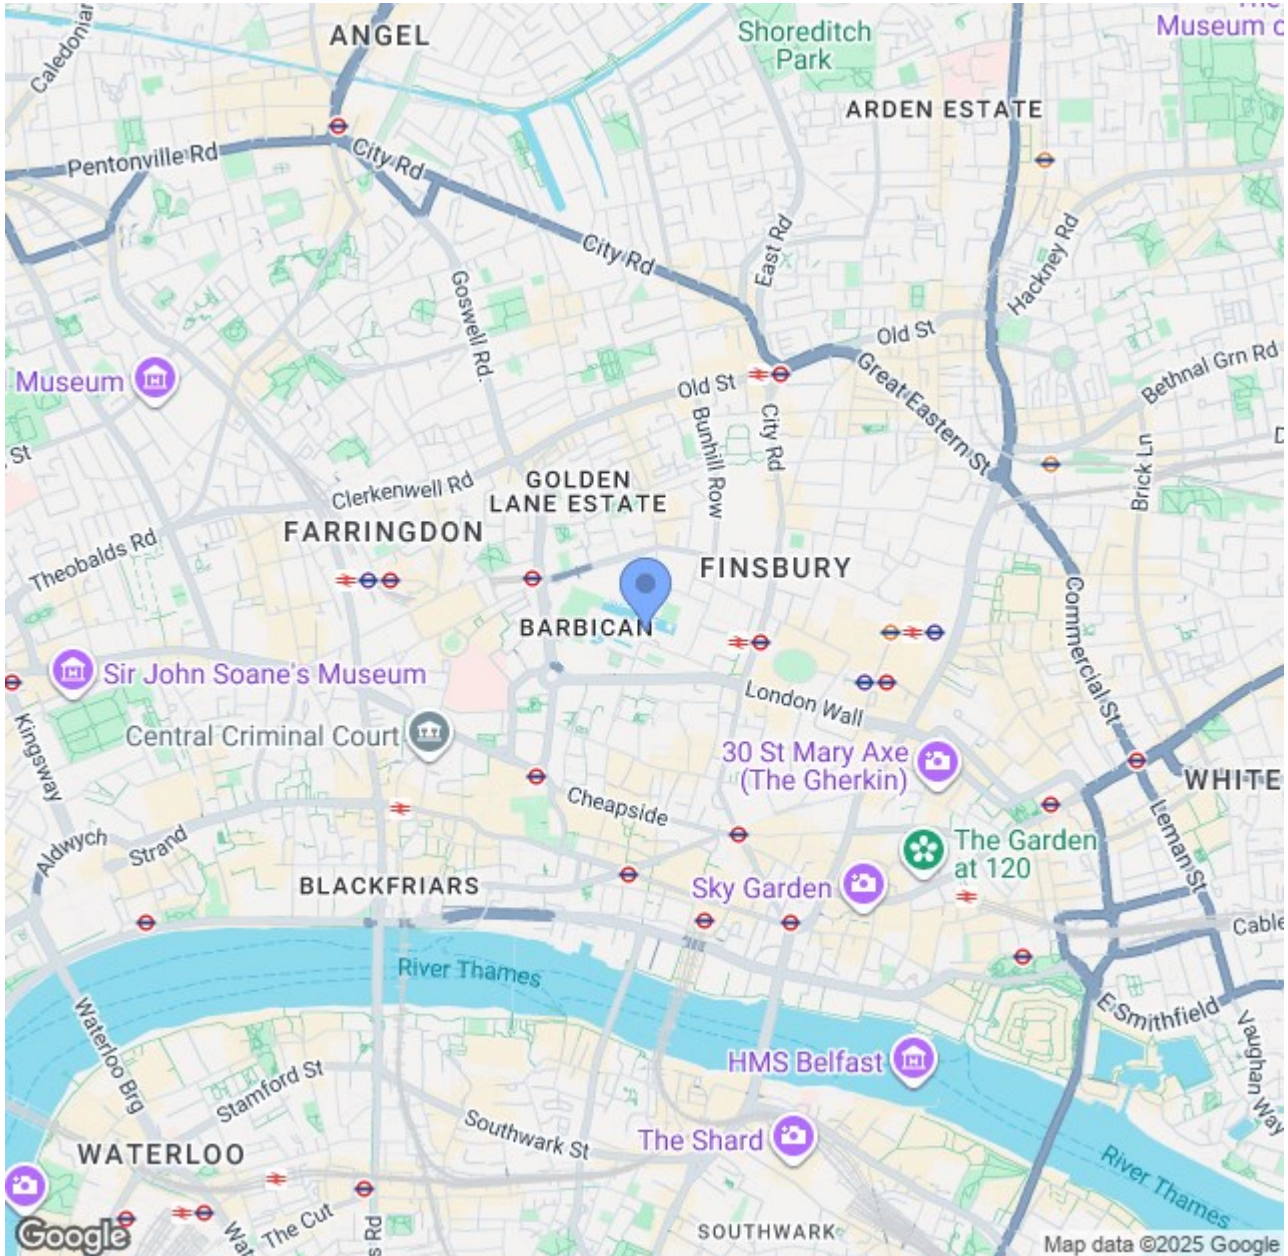 ANGEL
Caledonian
Shoreditch
Park
Museum o
ARDEN ESTATE
Pentonville Rd
City Rd
City Rd
East Rd
Hackney Rd
Goswell Rd.
Old St
Museum
Old St
Great Eastern St
Bethnal Grn Rd
Bunhill Row
City Rd
St
Brick Ln
GOLDEN
LANE ESTATE
Clerkenwell Rd
FARRINGDON
Theobalds Rd
FINSBURY
Commercial St
BARBICAN
Sir John Soane's Museum
London Wall
Kingsway
Central Criminal Court
30 St Mary Axe
(The Gherkin)
WHITE
Cheapside
Leman St
Aldwych
Strand
The Garden
at 120
BLACKFRIARS
Sky Garden
Cable
River Thames
E Smithfield
Waterloo Brg
Vaughan Way
HMS Belfast
Stamford St
Southwark St
The Shard
WATERLOO
River Thames
The Cut
Wat
s Rd
SOUTHWARK
Google
Map data ©2025 Google